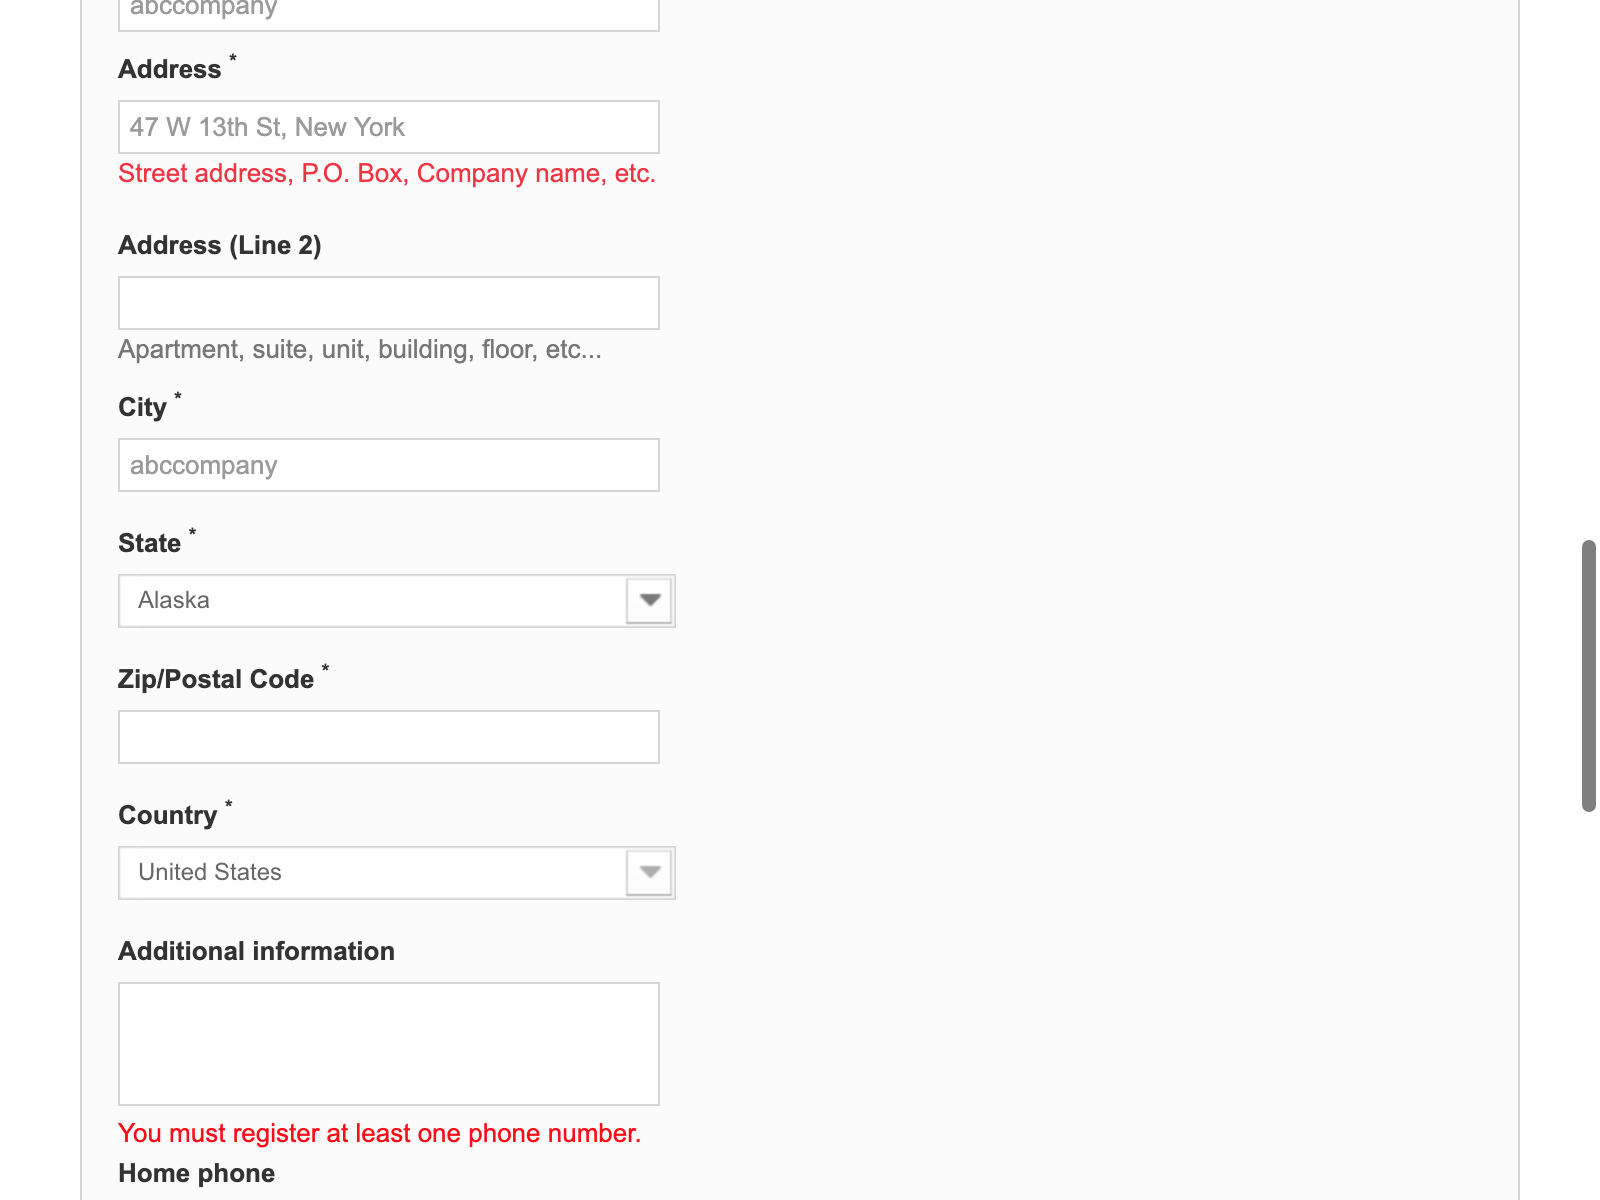 abccompany
Address *
47 W 13th St, New York
Street address, P.O. Box, Company name, etc.
Address (Line 2)
Apartment, suite, unit, building, floor, etc...
City *
abccompany
State *
Alaska
Zip/Postal Code *
Country *
United States
Additional information
You must register at least one phone number.
Home phone